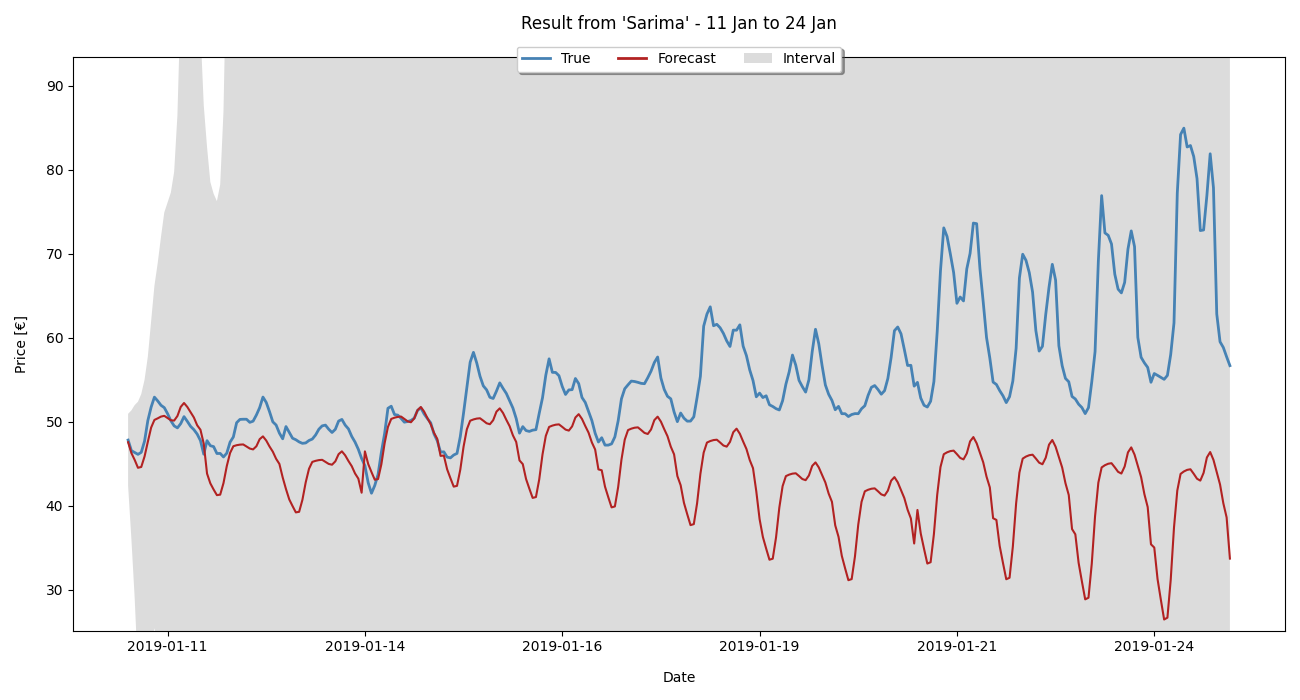 Result from 'Sarima' - 11 Jan to 24 Jan
True Forecast Interval
Price [€]
90
80
70
60
50
40
30
2019-01-11 2019-01-14 2019-01-16 2019-01-19 2019-01-21 2019-01-24
Date